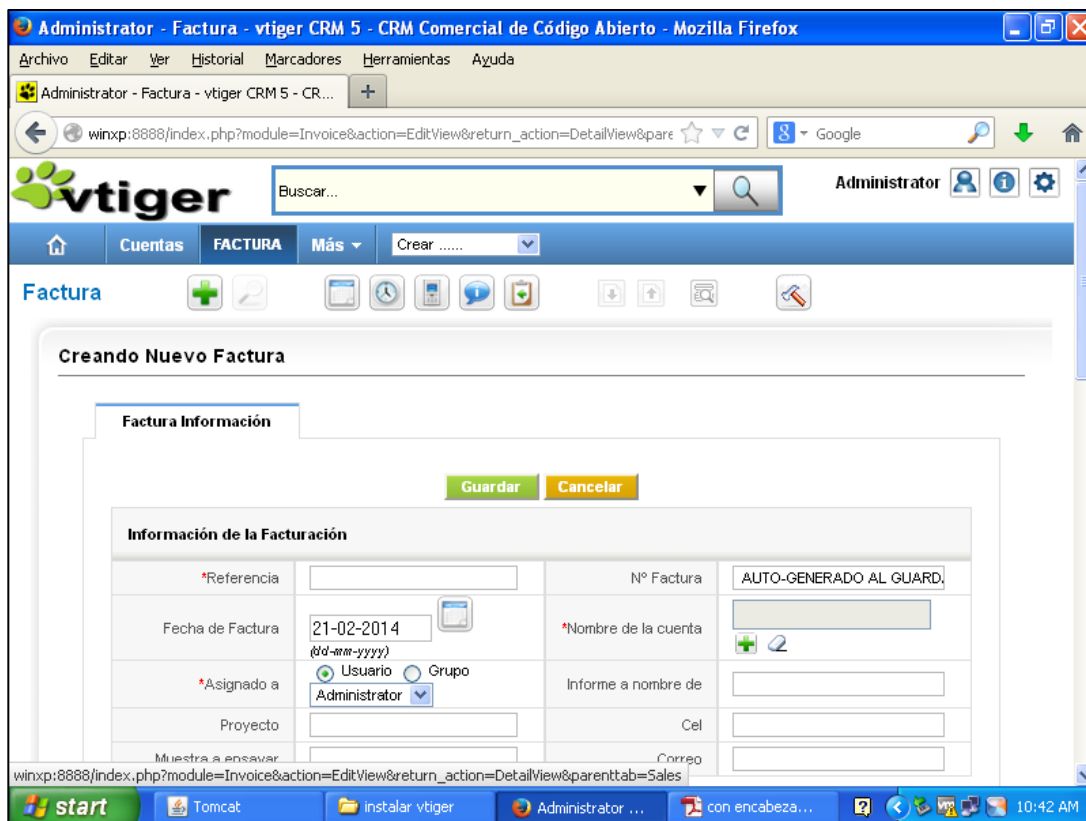 Administrator - Factura - vtiger CRM 5 - CRM Comercial de Código Abierto - Mozilla Firefox
Archivo Editar Ver Historial Marcadores Herramientas Ayuda
Administrator - Factura - vtiger CRM 5 - CR... +
winxp:8888/index.php?module=Invoice&action=EditView&return_action=DetailView&pare 8 Google
vtiger Buscar... Administrator
Cuentas FACTURA Más Crear ......
Factura
Creando Nuevo Factura
Factura Información
Guardar Cancelar
Información de la Facturación
*Referencia Nº Factura AUTO-GENERADO AL GUARD
Fecha de Factura 21-02-2014 (dd-mm-yyyy) *Nombre de la cuenta
*Asignado a Usuario Grupo Administrator Informe a nombre de
Proyecto Cel
Muestra a ensayar Correo
winxp:8888/index.php?module=Invoice&action=EditView&return_action=DetailView&parenttab=Sales
start Tomcat instalar vtiger Administrator ... con encabeza... 10:42 AM